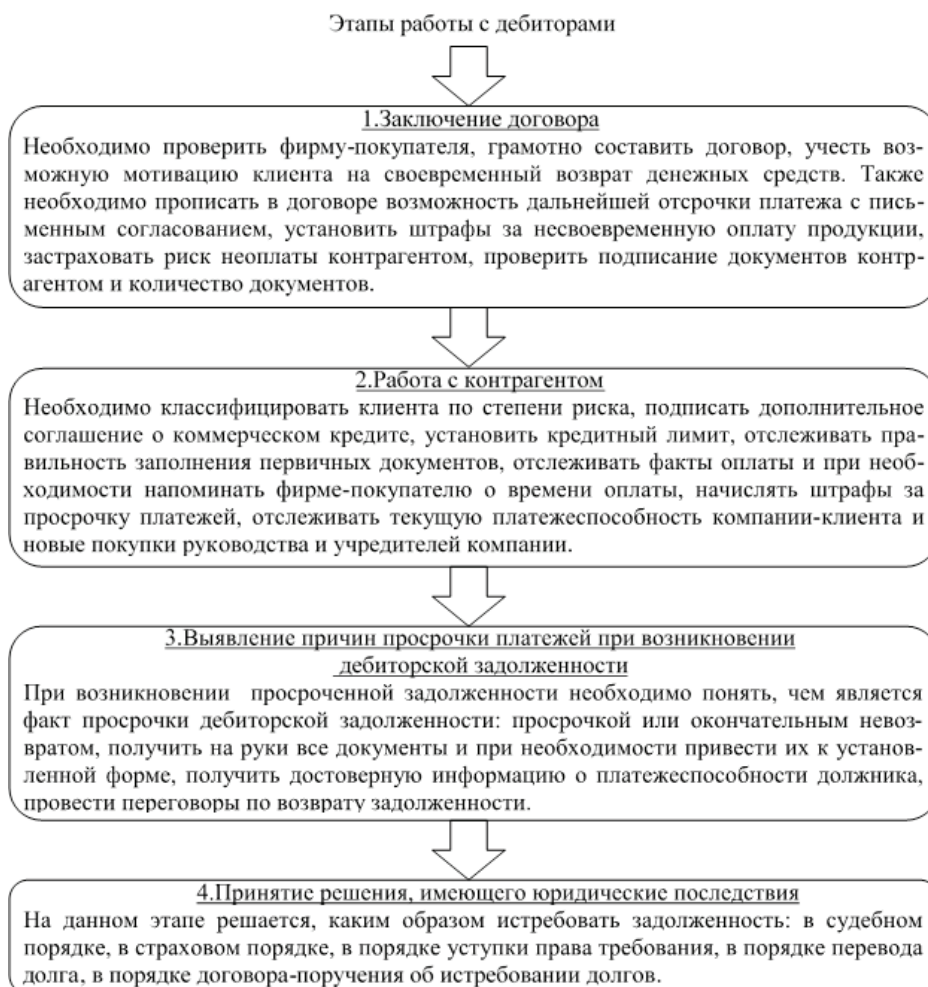 Этапы работы с дебиторами
1.Заключение договора
Необходимо проверить фирму-покупателя, грамотно составить договор, учесть воз-
можную мотивацию клиента на своевременный возврат денежных средств. Также
необходимо прописать в договоре возможность дальнейшей отсрочки платежа с пись-
менным согласованием, установить штрафы за несвоевременную оплату продукции,
застраховать риск неоплаты контрагентом, проверить подписание документов контр-
агентом и количество документов.
2.Работа с контрагентом
Необходимо классифицировать клиента по степени риска, подписать дополнительное
соглашение о коммерческом кредите, установить кредитный лимит, отслеживать пра-
вильность заполнения первичных документов, отслеживать факты оплаты и при необ-
ходимости напоминать фирме-покупателю о времени оплаты, начислять штрафы за
просрочку платежей, отслеживать текущую платежеспособность компании-клиента и
новые покупки руководства и учредителей компании.
3.Выявление причин просрочки платежей при возникновении
дебиторской задолженности
При возникновении просроченной задолженности необходимо понять, чем является
факт просрочки дебиторской задолженности: просрочкой или окончательным невоз-
вратом, получить на руки все документы и при необходимости привести их к установ-
ленной форме, получить достоверную информацию о платежеспособности должника,
провести переговоры по возврату задолженности.
4.Принятие решения, имеющего юридические последствия
На данном этапе решается, каким образом истребовать задолженность: в судебном
порядке, в страховом порядке, в порядке уступки права требования, в порядке перевода
долга, в порядке договора-поручения об истребовании долгов.